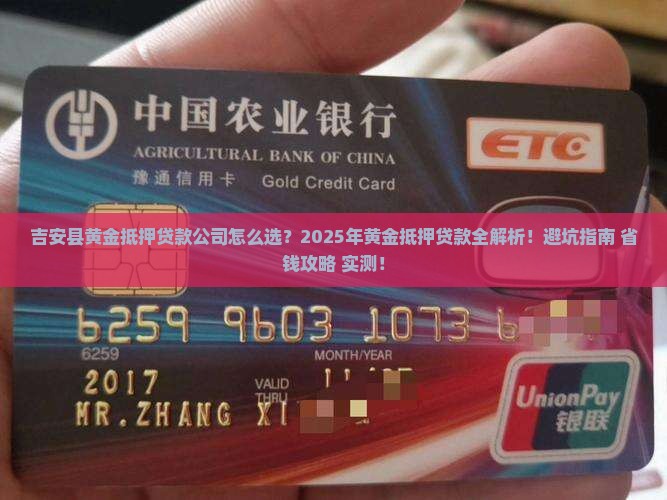 中国农业银行
ETC
AGRICULTURAL BANK OF CHINA
豫通信用卡 Gold Credit Card
吉安县黄金抵押贷款公司怎么选？2025年黄金抵押贷款全解析！避坑指南 省
钱攻略 实测！
6259 9603 1073 6
6259
MONTH/YEAR
2017 VALID THRU 11
MR.ZHANG XI
UnionPay
银联